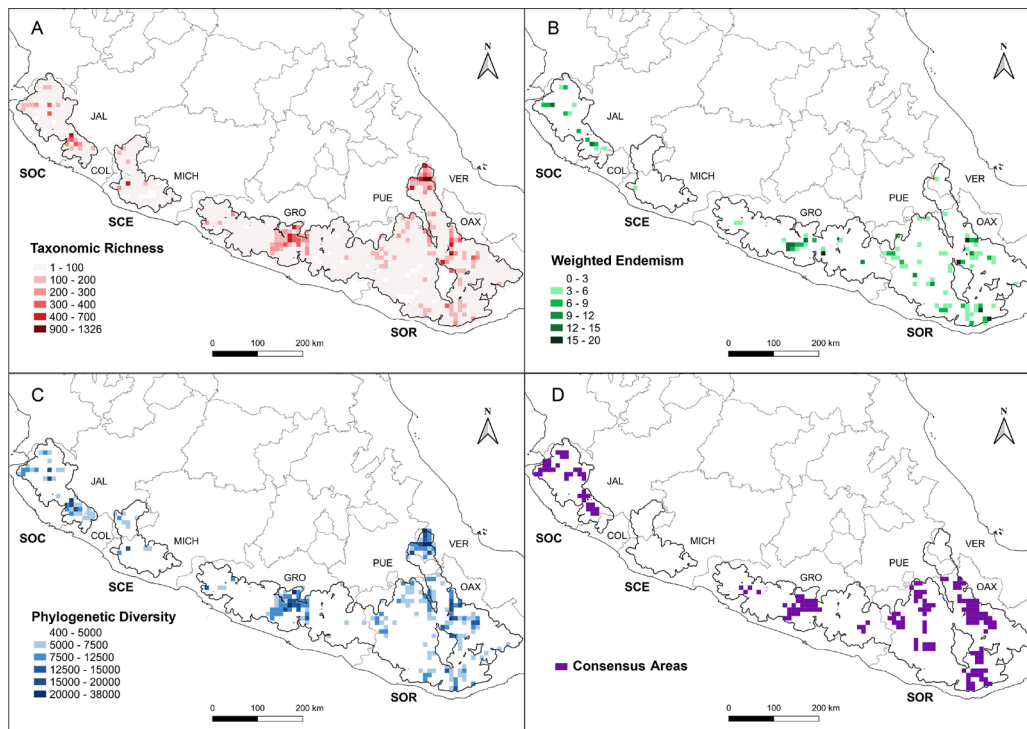 A
N
JAL
SOC
COL
MICH
SCE
GRO
PUE
VER
OAX
SOR
Taxonomic Richness
1 - 100
100 - 200
200 - 300
300 - 400
400 - 700
900 - 1326
0 100 200 km
B
N
JAL
SOC
COL
MICH
SCE
GRO
PUE
VER
OAX
SOR
Weighted Endemism
0 - 3
3 - 6
6 - 9
9 - 12
12 - 15
15 - 20
0 100 200 km
C
N
JAL
SOC
COL
MICH
SCE
GRO
PUE
VER
OAX
SOR
Phylogenetic Diversity
400 - 5000
5000 - 7500
7500 - 12500
12500 - 15000
15000 - 20000
20000 - 38000
0 100 200 km
D
N
JAL
SOC
COL
MICH
SCE
GRO
PUE
VER
OAX
SOR
Consensus Areas
0 100 200 km